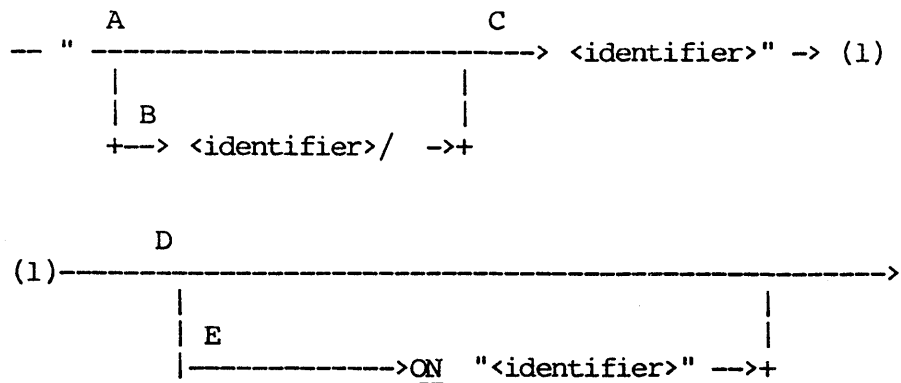 A C
— " ------------------------------> <identifier>" -> (1)
| |
| B |
+—> <identifier>/ ->+
D
(1)-------------------------------------------------->
| |
| E |
|------------->ON "<identifier>" -->+